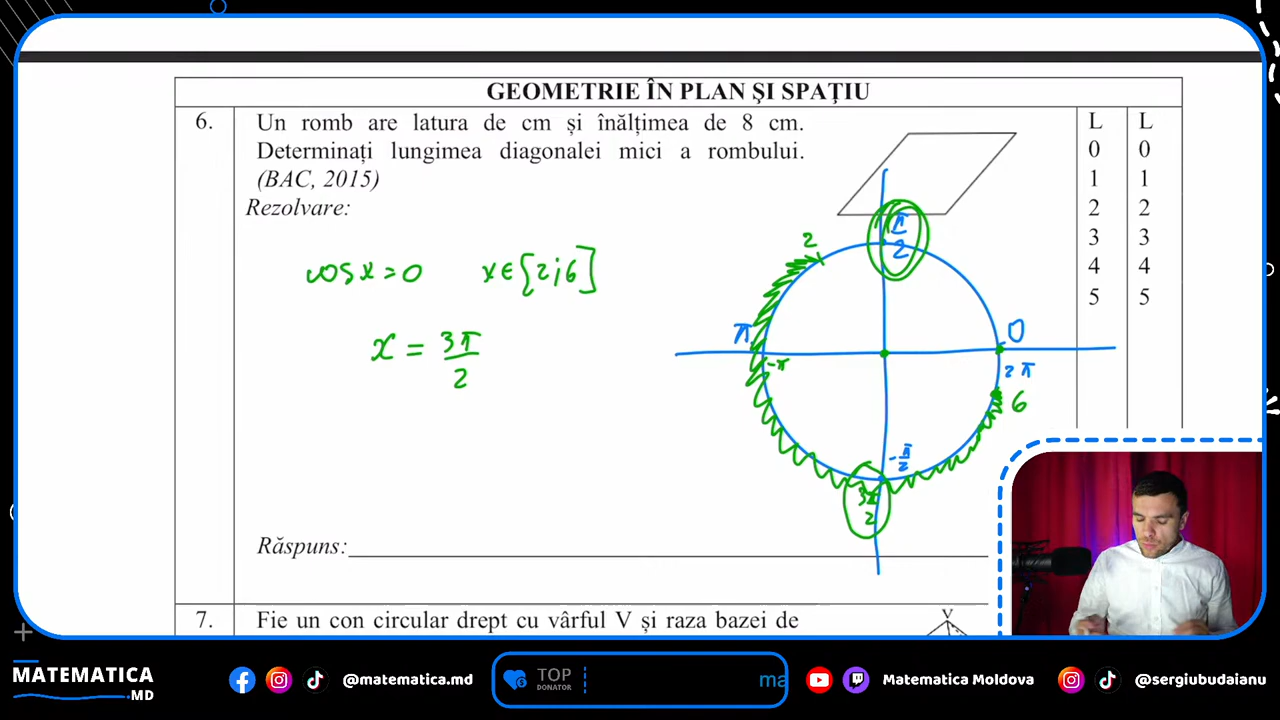 GEOMETRIE ÎN PLAN ȘI SPAŢIU
6.
Un romb are latura de cm și înălțimea de 8 cm.
Determinați lungimea diagonalei mici a rombului.
(BAC, 2015)
Rezolvare:
L L
0 0
1 1
2 2
3 3
4 4
5 5
cos x = 0 x ∈ [2;6]
x = 3π/2
π/2
2
π
-π
0
2π
6
-π/2
3π/2
Răspuns:
7.
Fie un con circular drept cu vârful V și raza bazei de
V
MATEMATICA
.MD
@matematica.md
TOP
DONATOR
ma
Matematica Moldova
@sergiubudaianu